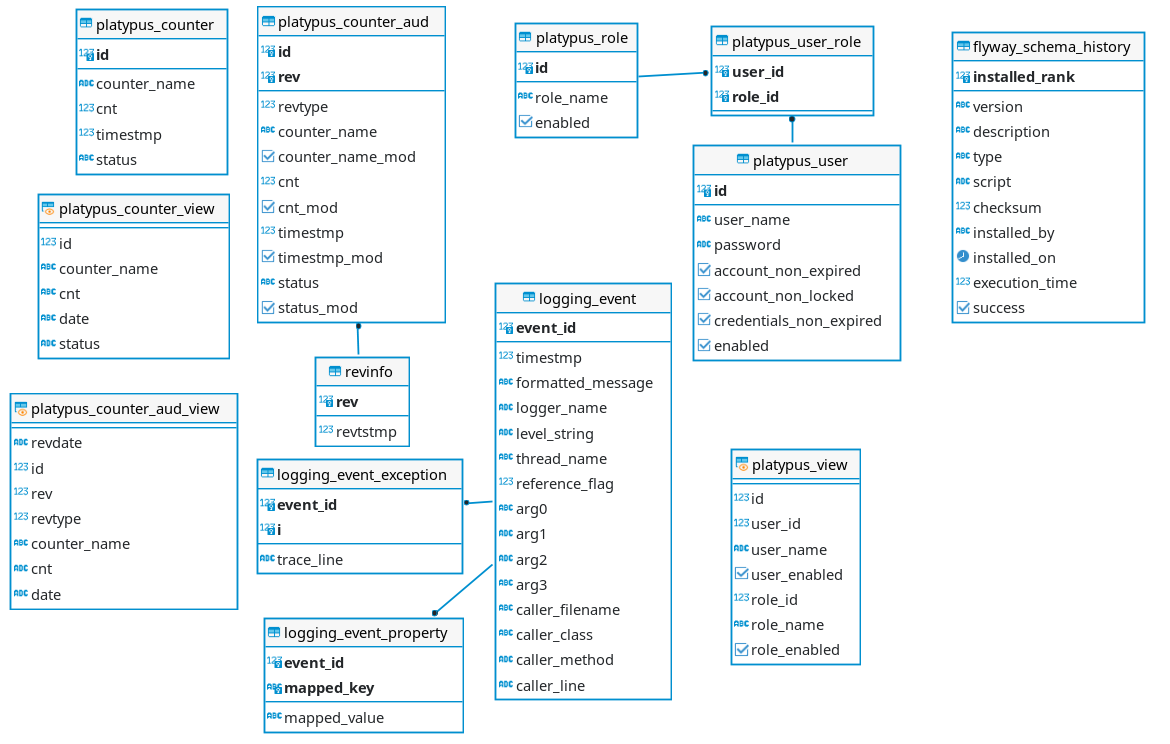 platypus_counter
id
counter_name
cnt
timestmp
status
platypus_counter_view
id
counter_name
cnt
date
status
platypus_counter_aud_view
revdate
id
rev
revtype
counter_name
cnt
date
platypus_counter_aud
id
rev
revtype
counter_name
counter_name_mod
cnt
cnt_mod
timestmp
timestmp_mod
status
status_mod
revinfo
rev
revtstmp
logging_event_exception
event_id
i
trace_line
logging_event_property
event_id
mapped_key
mapped_value
platypus_role
id
role_name
enabled
logging_event
event_id
timestmp
formatted_message
logger_name
level_string
thread_name
reference_flag
arg0
arg1
arg2
arg3
caller_filename
caller_class
caller_method
caller_line
platypus_user_role
user_id
role_id
platypus_user
id
user_name
password
account_non_expired
account_non_locked
credentials_non_expired
enabled
platypus_view
id
user_id
user_name
user_enabled
role_id
role_name
role_enabled
flyway_schema_history
installed_rank
version
description
type
script
checksum
installed_by
installed_on
execution_time
success